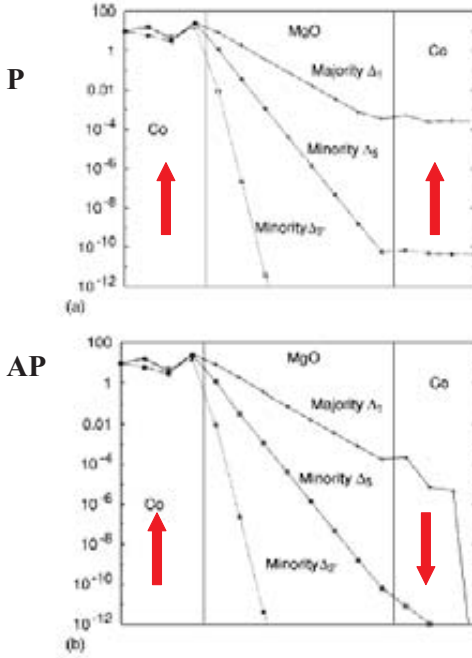 P
100
1
0.01
10⁻⁴
10⁻⁶
10⁻⁸
10⁻¹⁰
10⁻¹²
MgO
Co
Majority Δ₁
Co
Minority Δ₅
Minority Δ₂'
(a)
AP
100
1
0.01
10⁻⁴
10⁻⁶
10⁻⁸
10⁻¹⁰
10⁻¹²
MgO
Co
Majority Δ₁
Minority Δ₅
Co
Minority Δ₂'
(b)